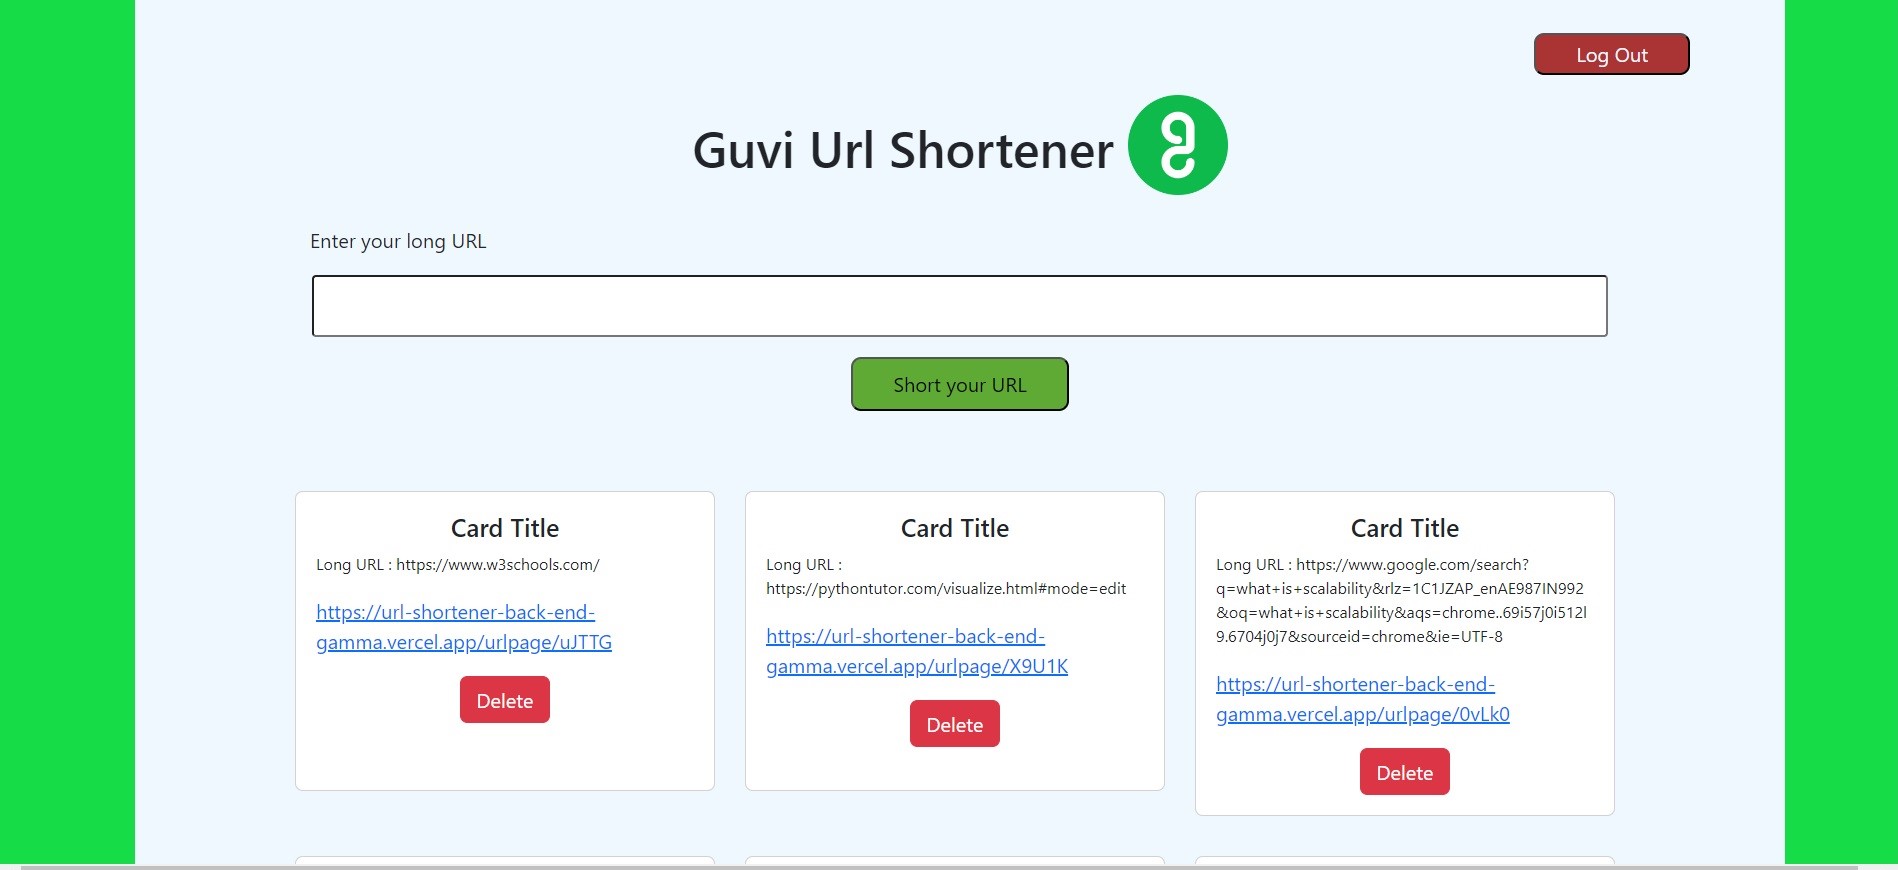 Log Out
Guvi Url Shortener
Enter your long URL
Short your URL
Card Title
Long URL : https://www.w3schools.com/
https://url-shortener-back-end-
gamma.vercel.app/urlpage/uJTTG
Delete
Card Title
Long URL :
https://pythontutor.com/visualize.html#mode=edit
https://url-shortener-back-end-
gamma.vercel.app/urlpage/X9U1K
Delete
Card Title
Long URL : https://www.google.com/search?
q=what+is+scalability&rlz=1C1JZAP_enAE987IN992
&oq=what+is+scalability&aqs=chrome..69i57j0i512l
9.6704j0j7&sourceid=chrome&ie=UTF-8
https://url-shortener-back-end-
gamma.vercel.app/urlpage/0vLk0
Delete